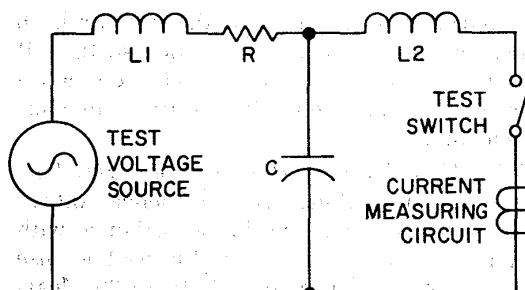 L1
R
L2
TEST
SWITCH
TEST
VOLTAGE
SOURCE
C
CURRENT
MEASURING
CIRCUIT